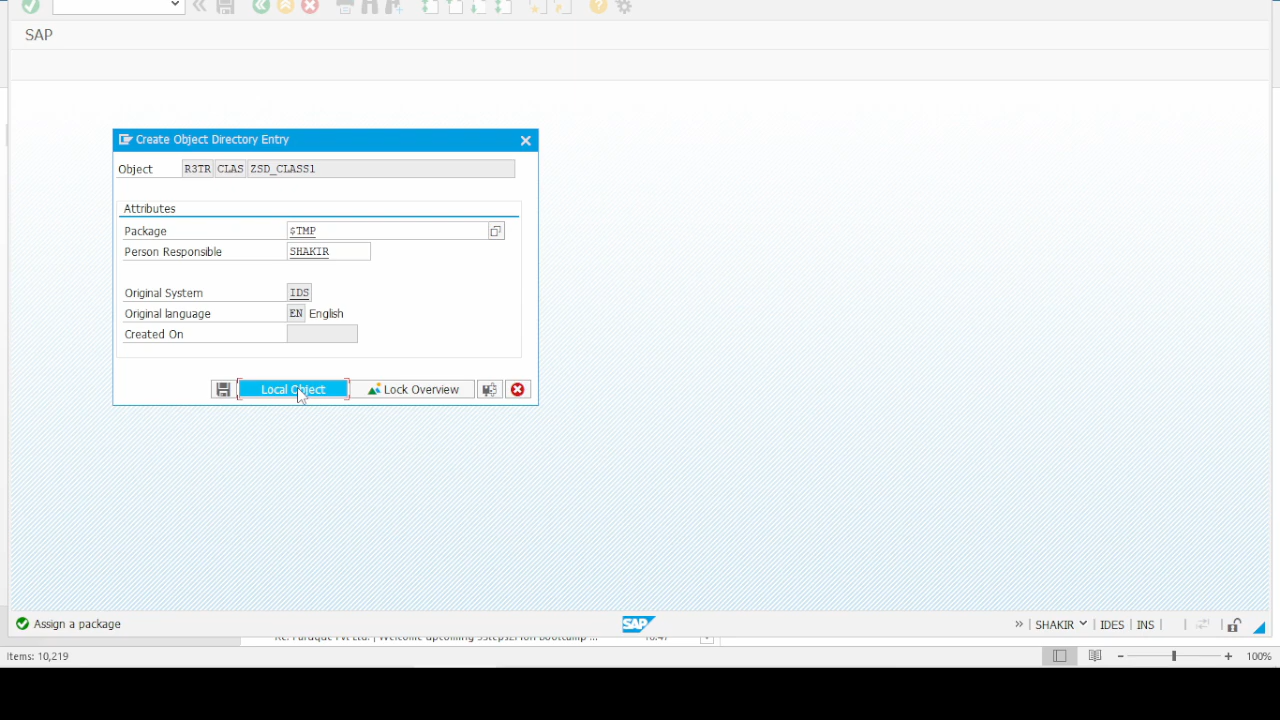 SAP
Create Object Directory Entry
Object R3TR CLAS ZSD_CLASS1
Attributes
Package $TMP
Person Responsible SHAKIR
Original System IDS
Original language EN English
Created On
Local Object Lock Overview
Assign a package SAP » SHAKIR IDES INS
Items: 10,219 100%